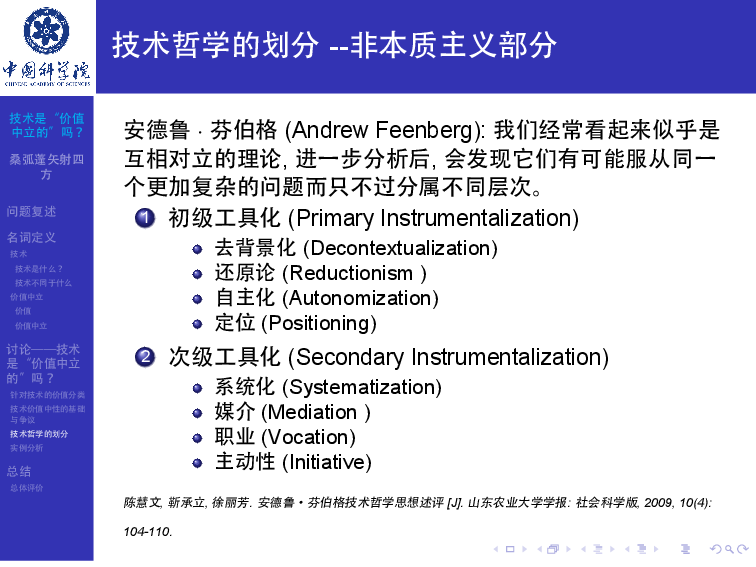 技术哲学的划分 --非本质主义部分
中国科学院
CHINESE ACADEMY OF SCIENCES
技术是“价值
中立的”吗？
桑弧蓬矢射四
方
问题复述
名词定义
技术
技术是什么？
技术不同于什么
价值中立
价值
价值中立
讨论——技术
是“价值中立
的”吗？
针对技术的价值分类
技术价值中性的基础
与争议
技术哲学的划分
实例分析
总结
总体评价
安德鲁 · 芬伯格 (Andrew Feenberg): 我们经常看起来似乎是
互相对立的理论, 进一步分析后, 会发现它们有可能服从同一
个更加复杂的问题而只不过分属不同层次。
1 初级工具化 (Primary Instrumentalization)
去背景化 (Decontextualization)
还原论 (Reductionism )
自主化 (Autonomization)
定位 (Positioning)
2 次级工具化 (Secondary Instrumentalization)
系统化 (Systematization)
媒介 (Mediation )
职业 (Vocation)
主动性 (Initiative)
陈慧文, 靳承立, 徐丽芳. 安德鲁·芬伯格技术哲学思想述评 [J]. 山东农业大学学报: 社会科学版, 2009, 10(4):
104-110.